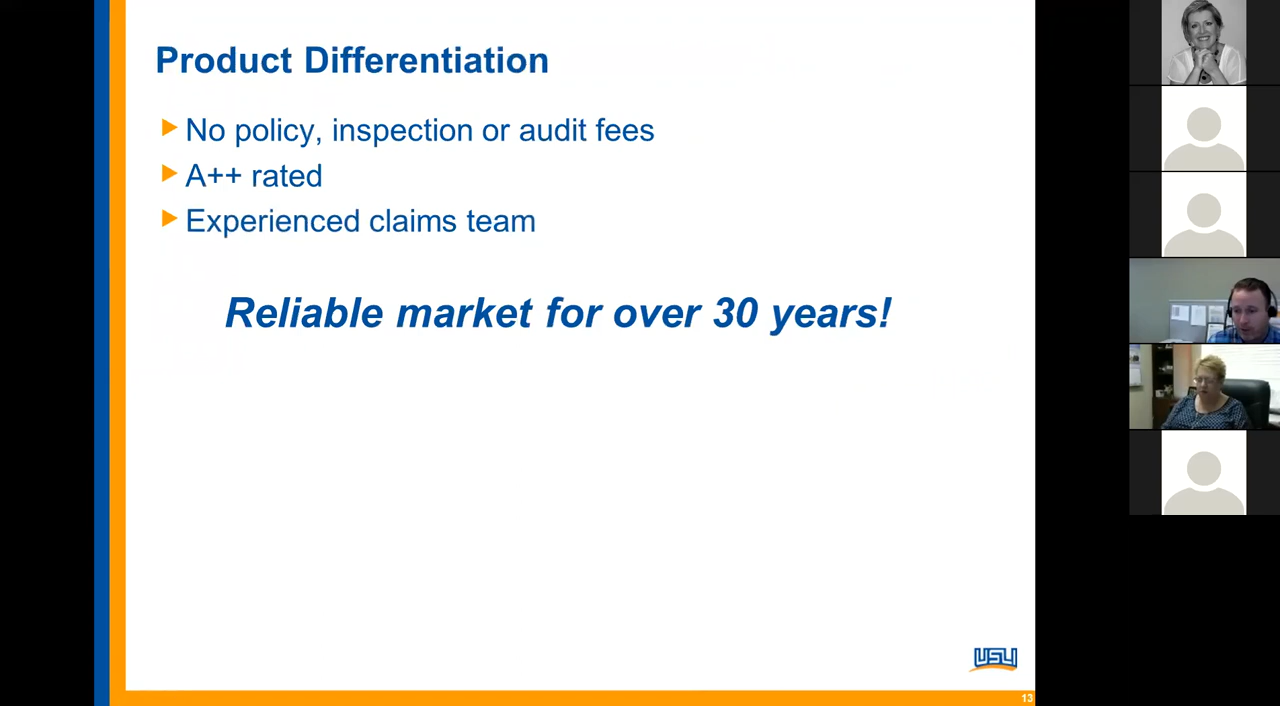 Product Differentiation
No policy, inspection or audit fees
A++ rated
Experienced claims team
Reliable market for over 30 years!
USLI
13